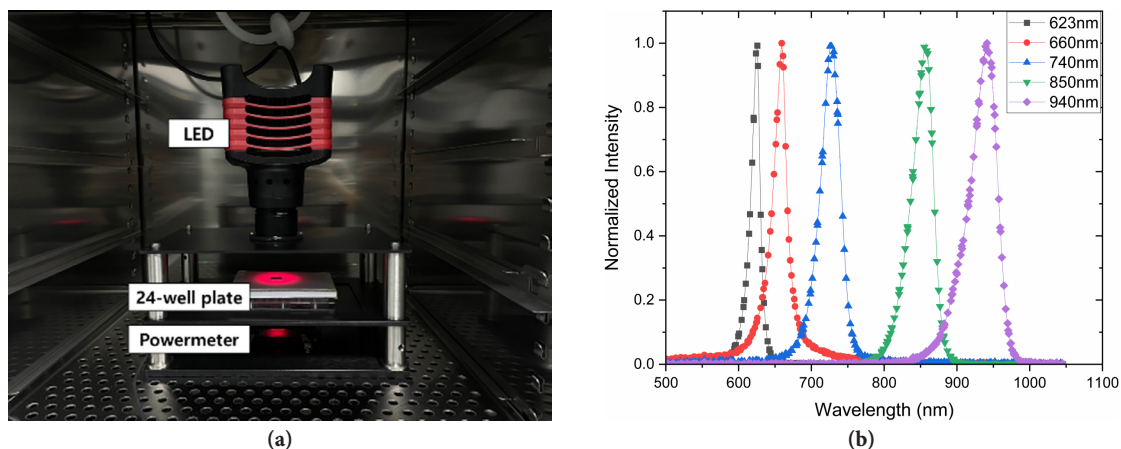 LED
24-well plate
Powermeter
(a)
Normalized Intensity
1.0
0.8
0.6
0.4
0.2
0.0
500 600 700 800 900 1000 1100
Wavelength (nm)
623nm
660nm
740nm
850nm
940nm
(b)